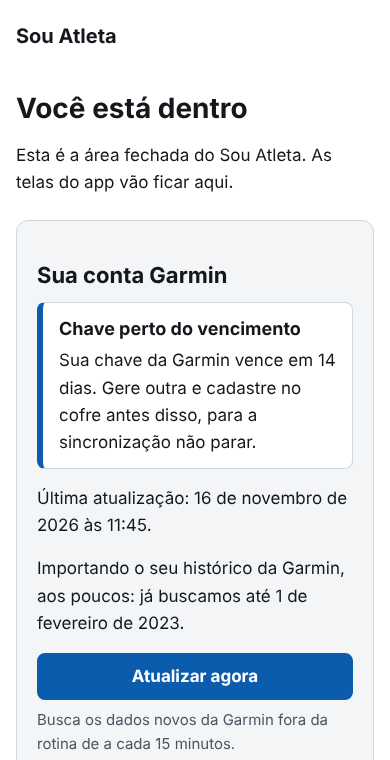 Sou Atleta
Você está dentro
Esta é a área fechada do Sou Atleta. As
telas do app vão ficar aqui.
Sua conta Garmin
Chave perto do vencimento
Sua chave da Garmin vence em 14
dias. Gere outra e cadastre no
cofre antes disso, para a
sincronização não parar.
Última atualização: 16 de novembro de
2026 às 11:45.
Importando o seu histórico da Garmin,
aos poucos: já buscamos até 1 de
fevereiro de 2023.
Atualizar agora
Busca os dados novos da Garmin fora da
rotina de a cada 15 minutos.